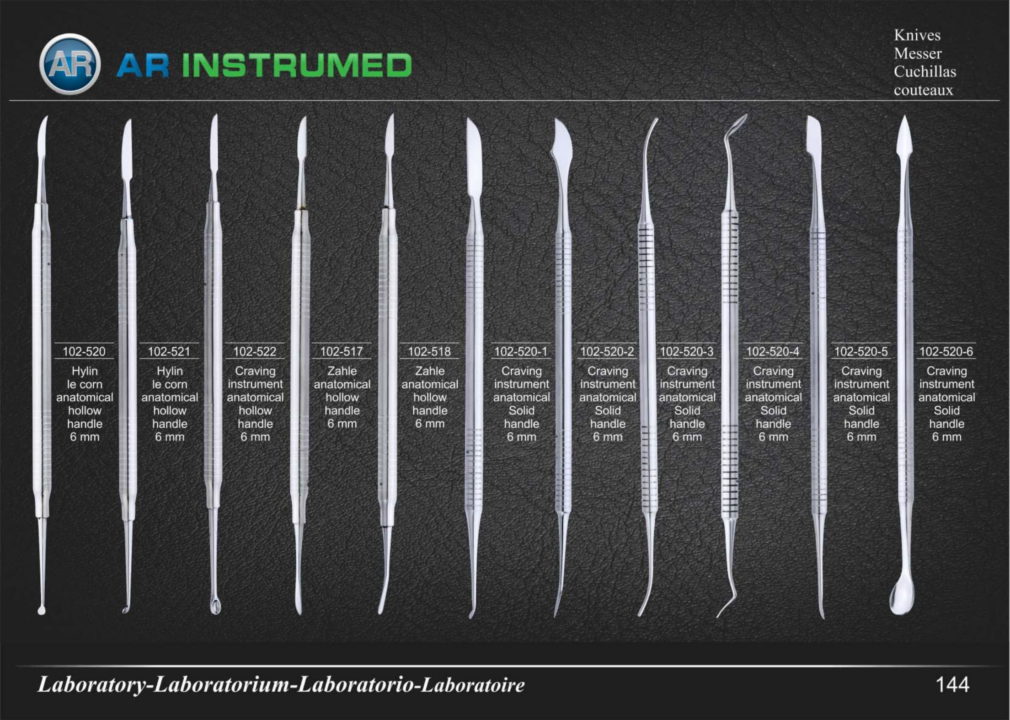 AR
AR INSTRUMED
Knives
Messer
Cuchillas
couteaux
102-520
Hylin
le corn
anatomical
hollow
handle
6 mm
102-521
Hylin
le corn
anatomical
hollow
handle
6 mm
102-522
Craving
instrument
anatomical
hollow
handle
6 mm
102-517
Zahle
anatomical
hollow
handle
6 mm
102-518
Zahle
anatomical
hollow
handle
6 mm
102-520-1
Craving
instrument
anatomical
Solid
handle
6 mm
102-520-2
Craving
instrument
anatomical
Solid
handle
6 mm
102-520-3
Craving
instrument
anatomical
Solid
handle
6 mm
102-520-4
Craving
instrument
anatomical
Solid
handle
6 mm
102-520-5
Craving
instrument
anatomical
Solid
handle
6 mm
102-520-6
Craving
instrument
anatomical
Solid
handle
6 mm
Laboratory-Laboratorium-Laboratorio-Laboratoire
144